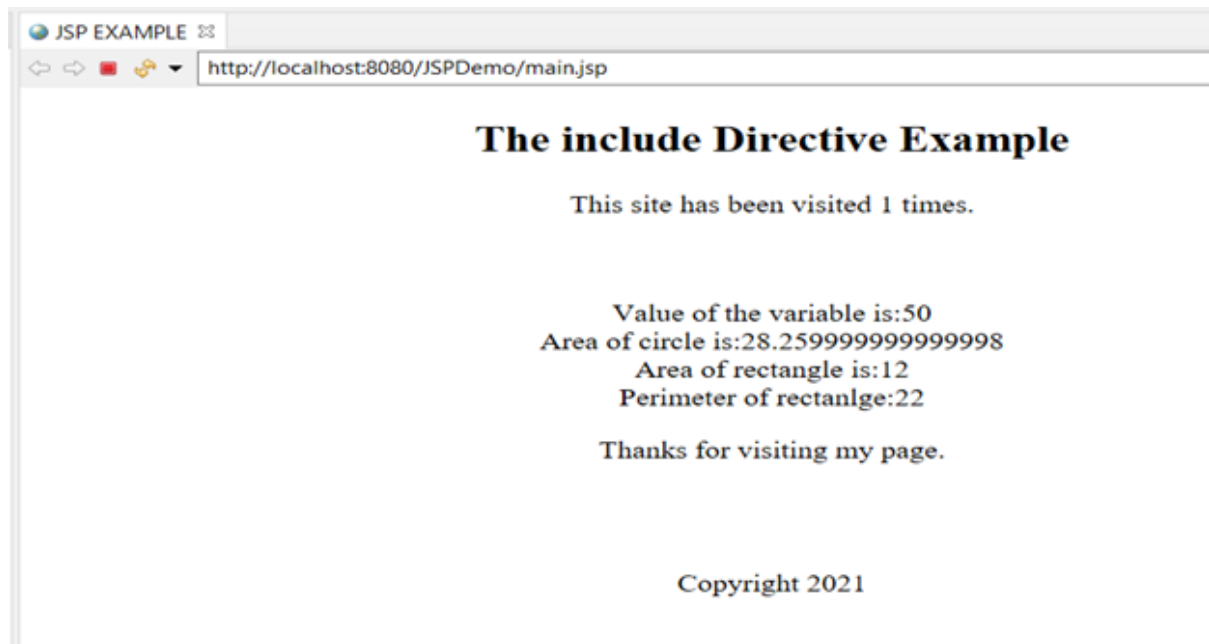 JSP EXAMPLE
http://localhost:8080/JSPDemo/main.jsp
The include Directive Example
This site has been visited 1 times.
Value of the variable is:50
Area of circle is:28.259999999999998
Area of rectangle is:12
Perimeter of rectanlge:22
Thanks for visiting my page.
Copyright 2021